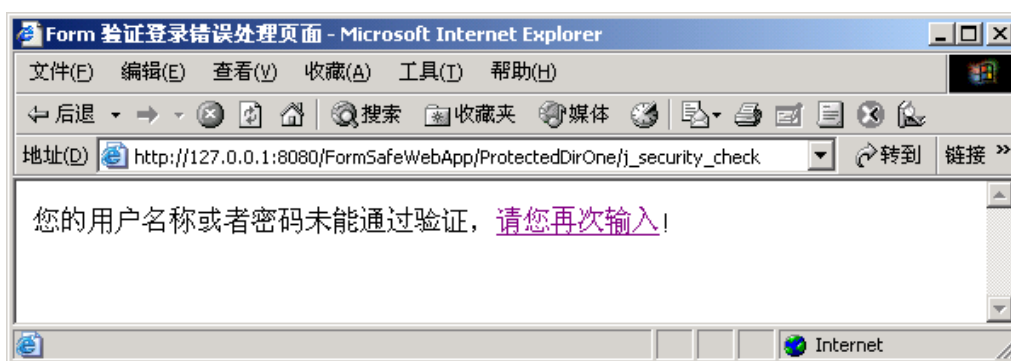 Form 验证登录错误处理页面 - Microsoft Internet Explorer
文件(F) 编辑(E) 查看(V) 收藏(A) 工具(T) 帮助(H)
后退 搜索 收藏夹 媒体
地址(D) http://127.0.0.1:8080/FormSafeWebApp/ProtectedDirOne/j_security_check 转到 链接 »
您的用户名称或者密码未能通过验证，请您再次输入!
Internet